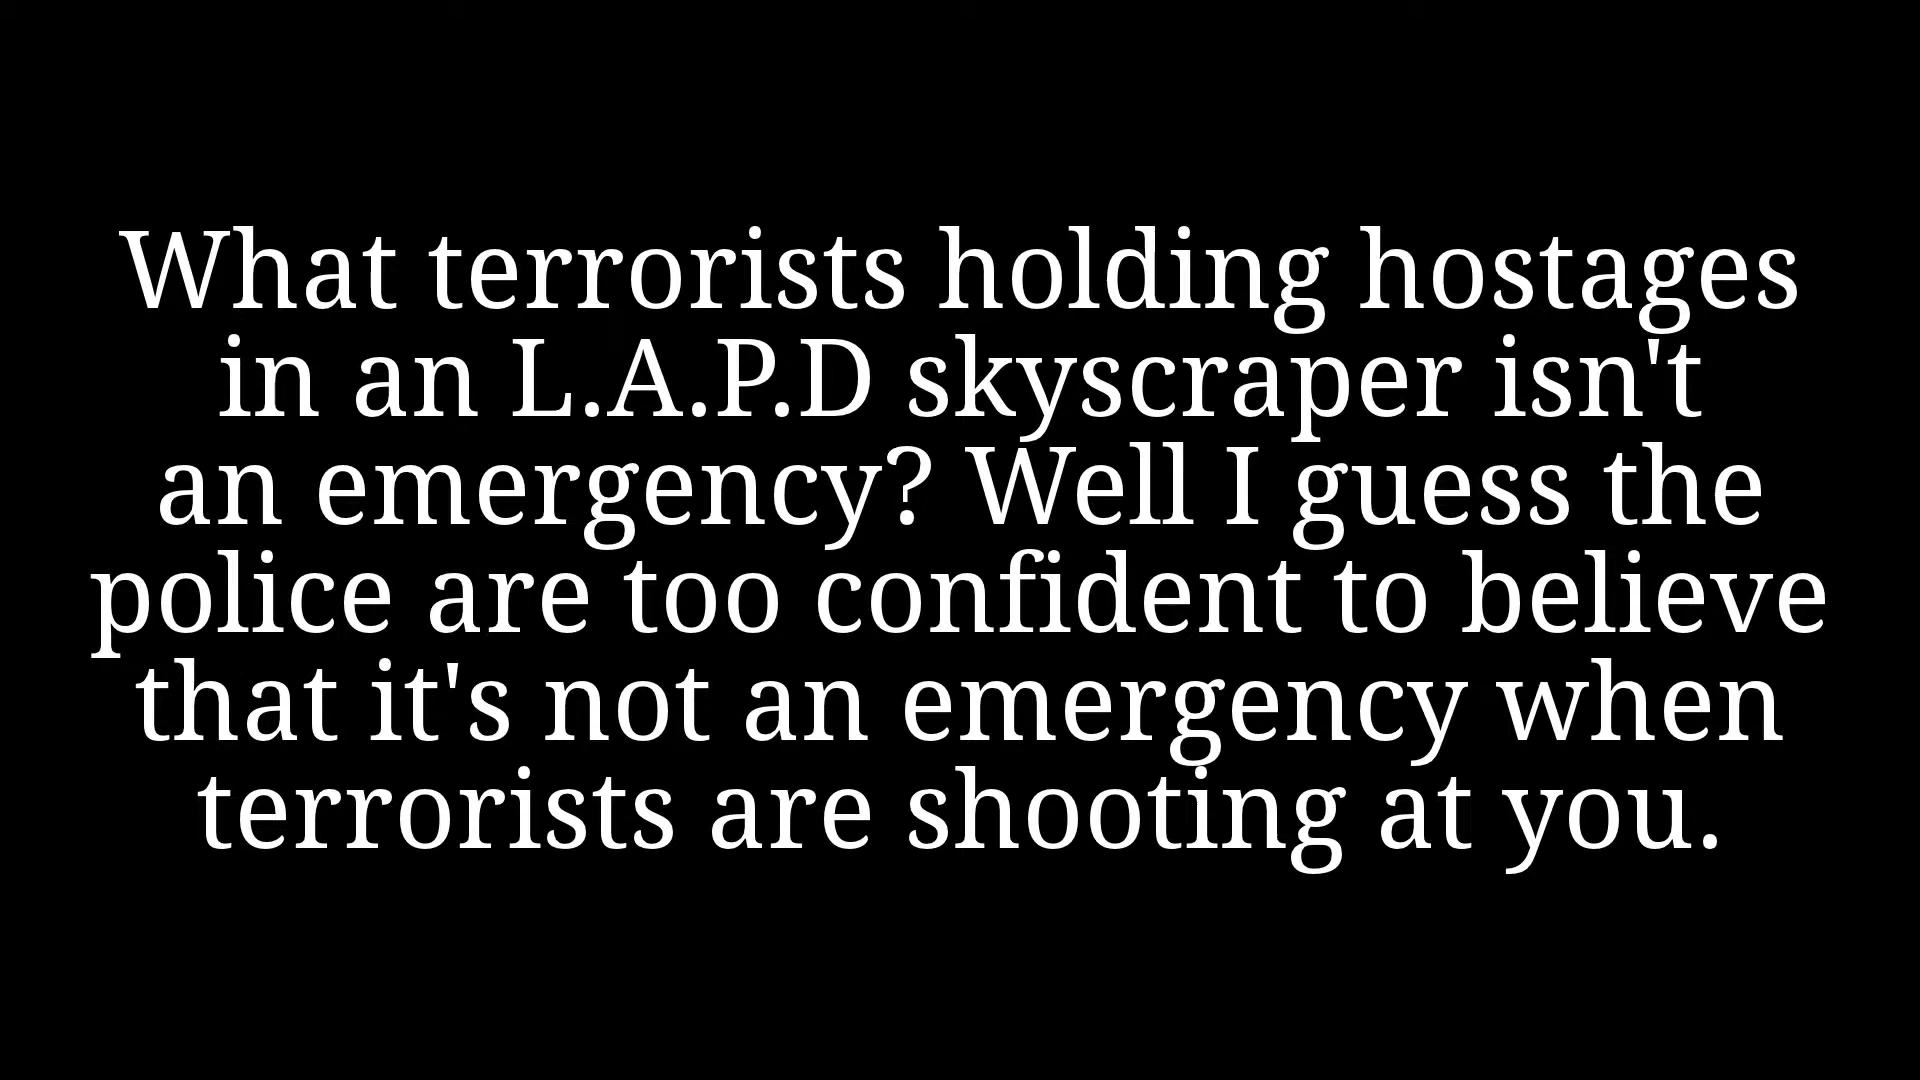 What terrorists holding hostages
in an L.A.P.D skyscraper isn't
an emergency? Well I guess the
police are too confident to believe
that it's not an emergency when
terrorists are shooting at you.